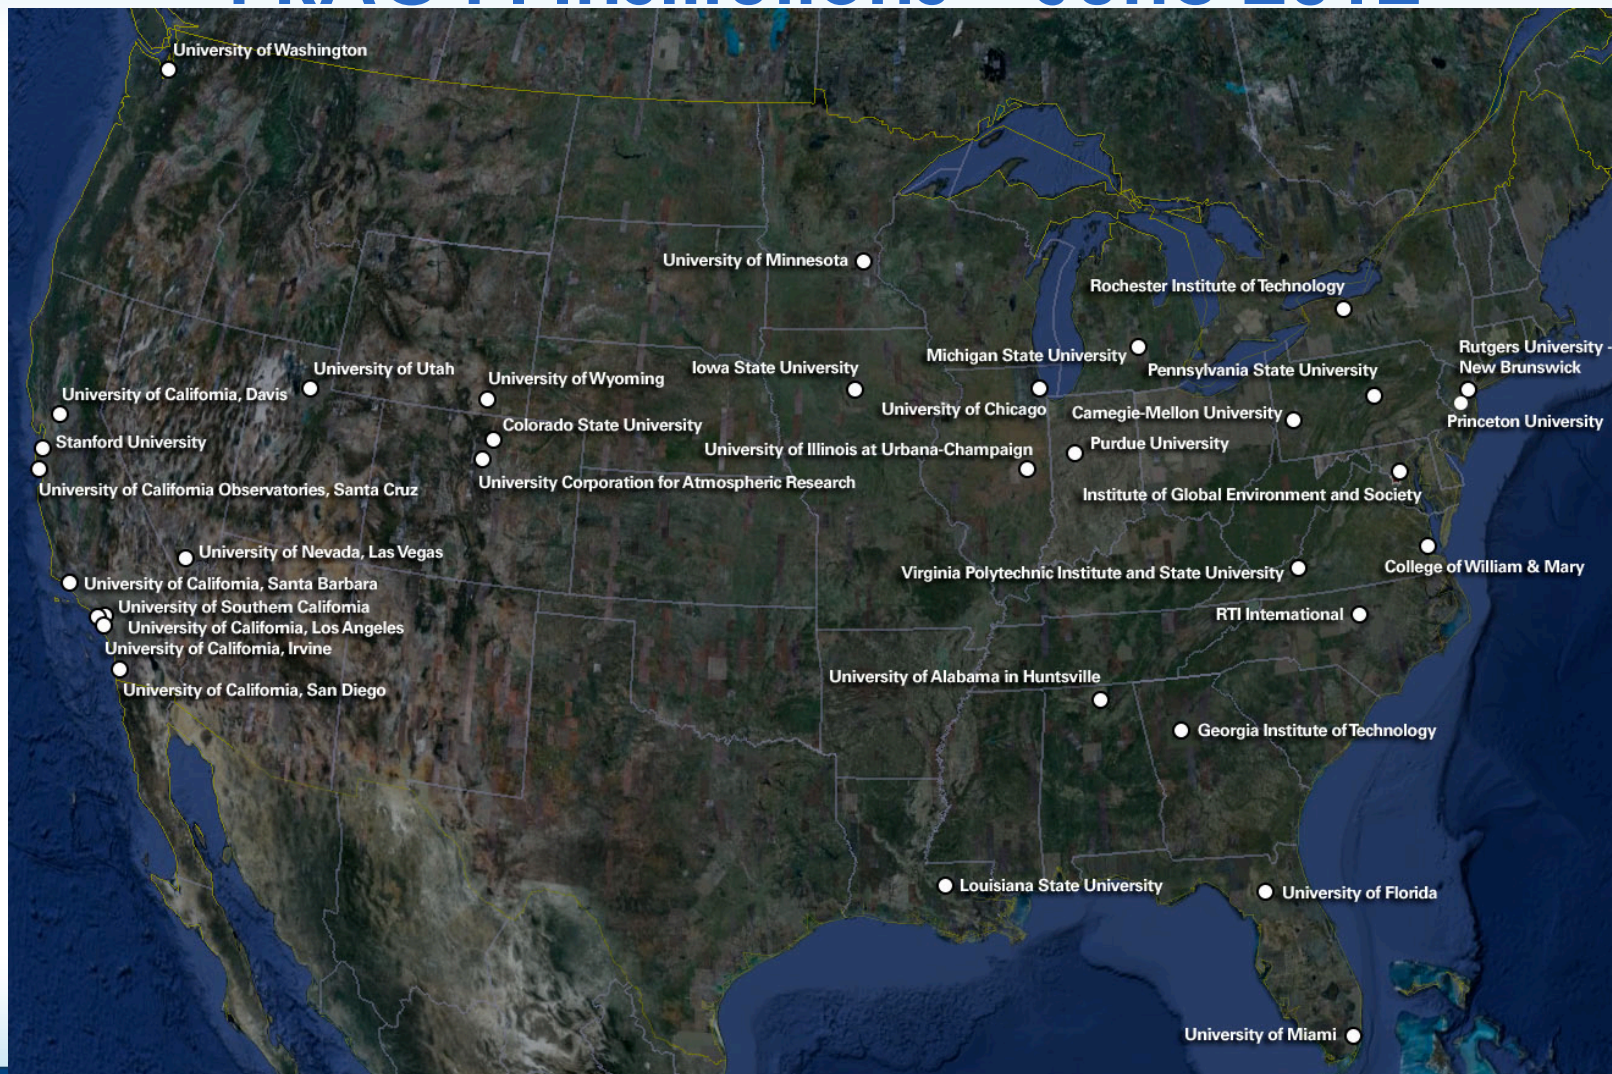 PI Institutions – June 2012
University of Washington
University of Minnesota
Rochester Institute of Technology
Rutgers University -
New Brunswick
Michigan State University
Pennsylvania State University
University of Utah
Iowa State University
University of Wyoming
University of California, Davis
University of Chicago
Carnegie-Mellon University
Princeton University
Colorado State University
Stanford University
Purdue University
University of Illinois at Urbana-Champaign
University Corporation for Atmospheric Research
University of California Observatories, Santa Cruz
Institute of Global Environment and Society
University of Nevada, Las Vegas
College of William & Mary
Virginia Polytechnic Institute and State University
University of California, Santa Barbara
University of Southern California
RTI International
University of California, Los Angeles
University of California, Irvine
University of Alabama in Huntsville
University of California, San Diego
Georgia Institute of Technology
Louisiana State University
University of Florida
University of Miami